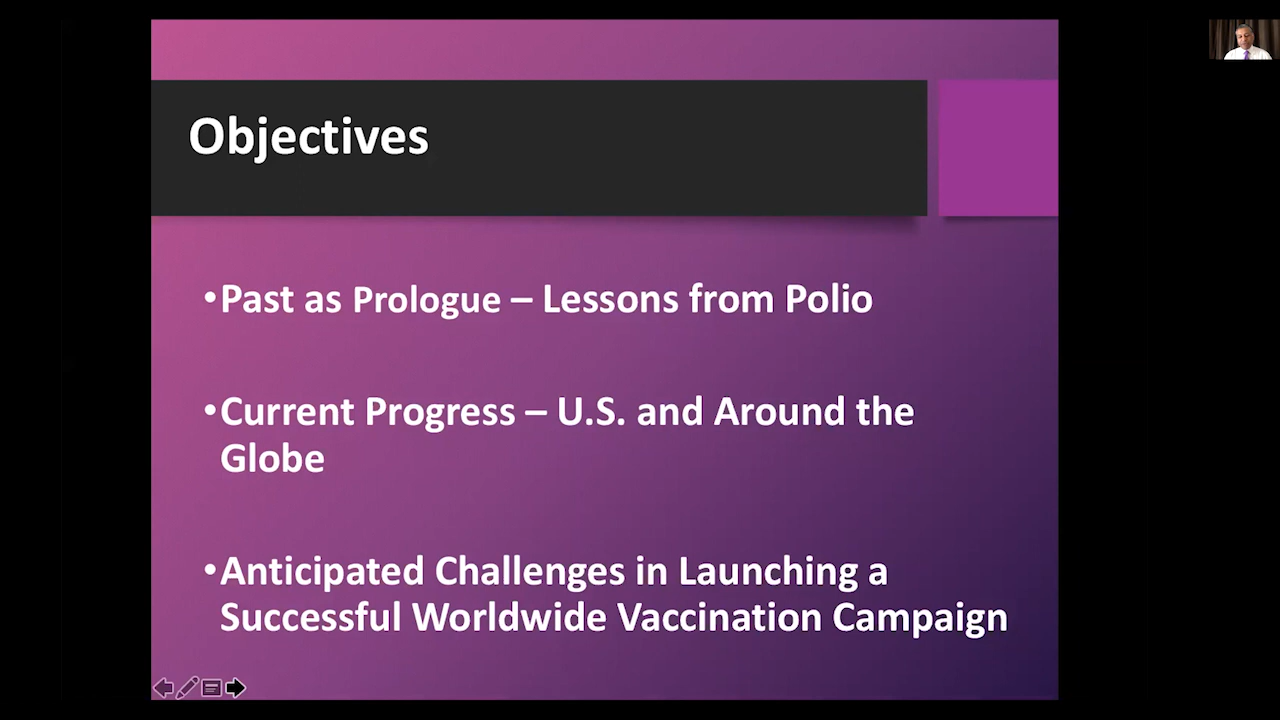 Objectives
•Past as Prologue – Lessons from Polio
•Current Progress – U.S. and Around the
Globe
•Anticipated Challenges in Launching a
Successful Worldwide Vaccination Campaign